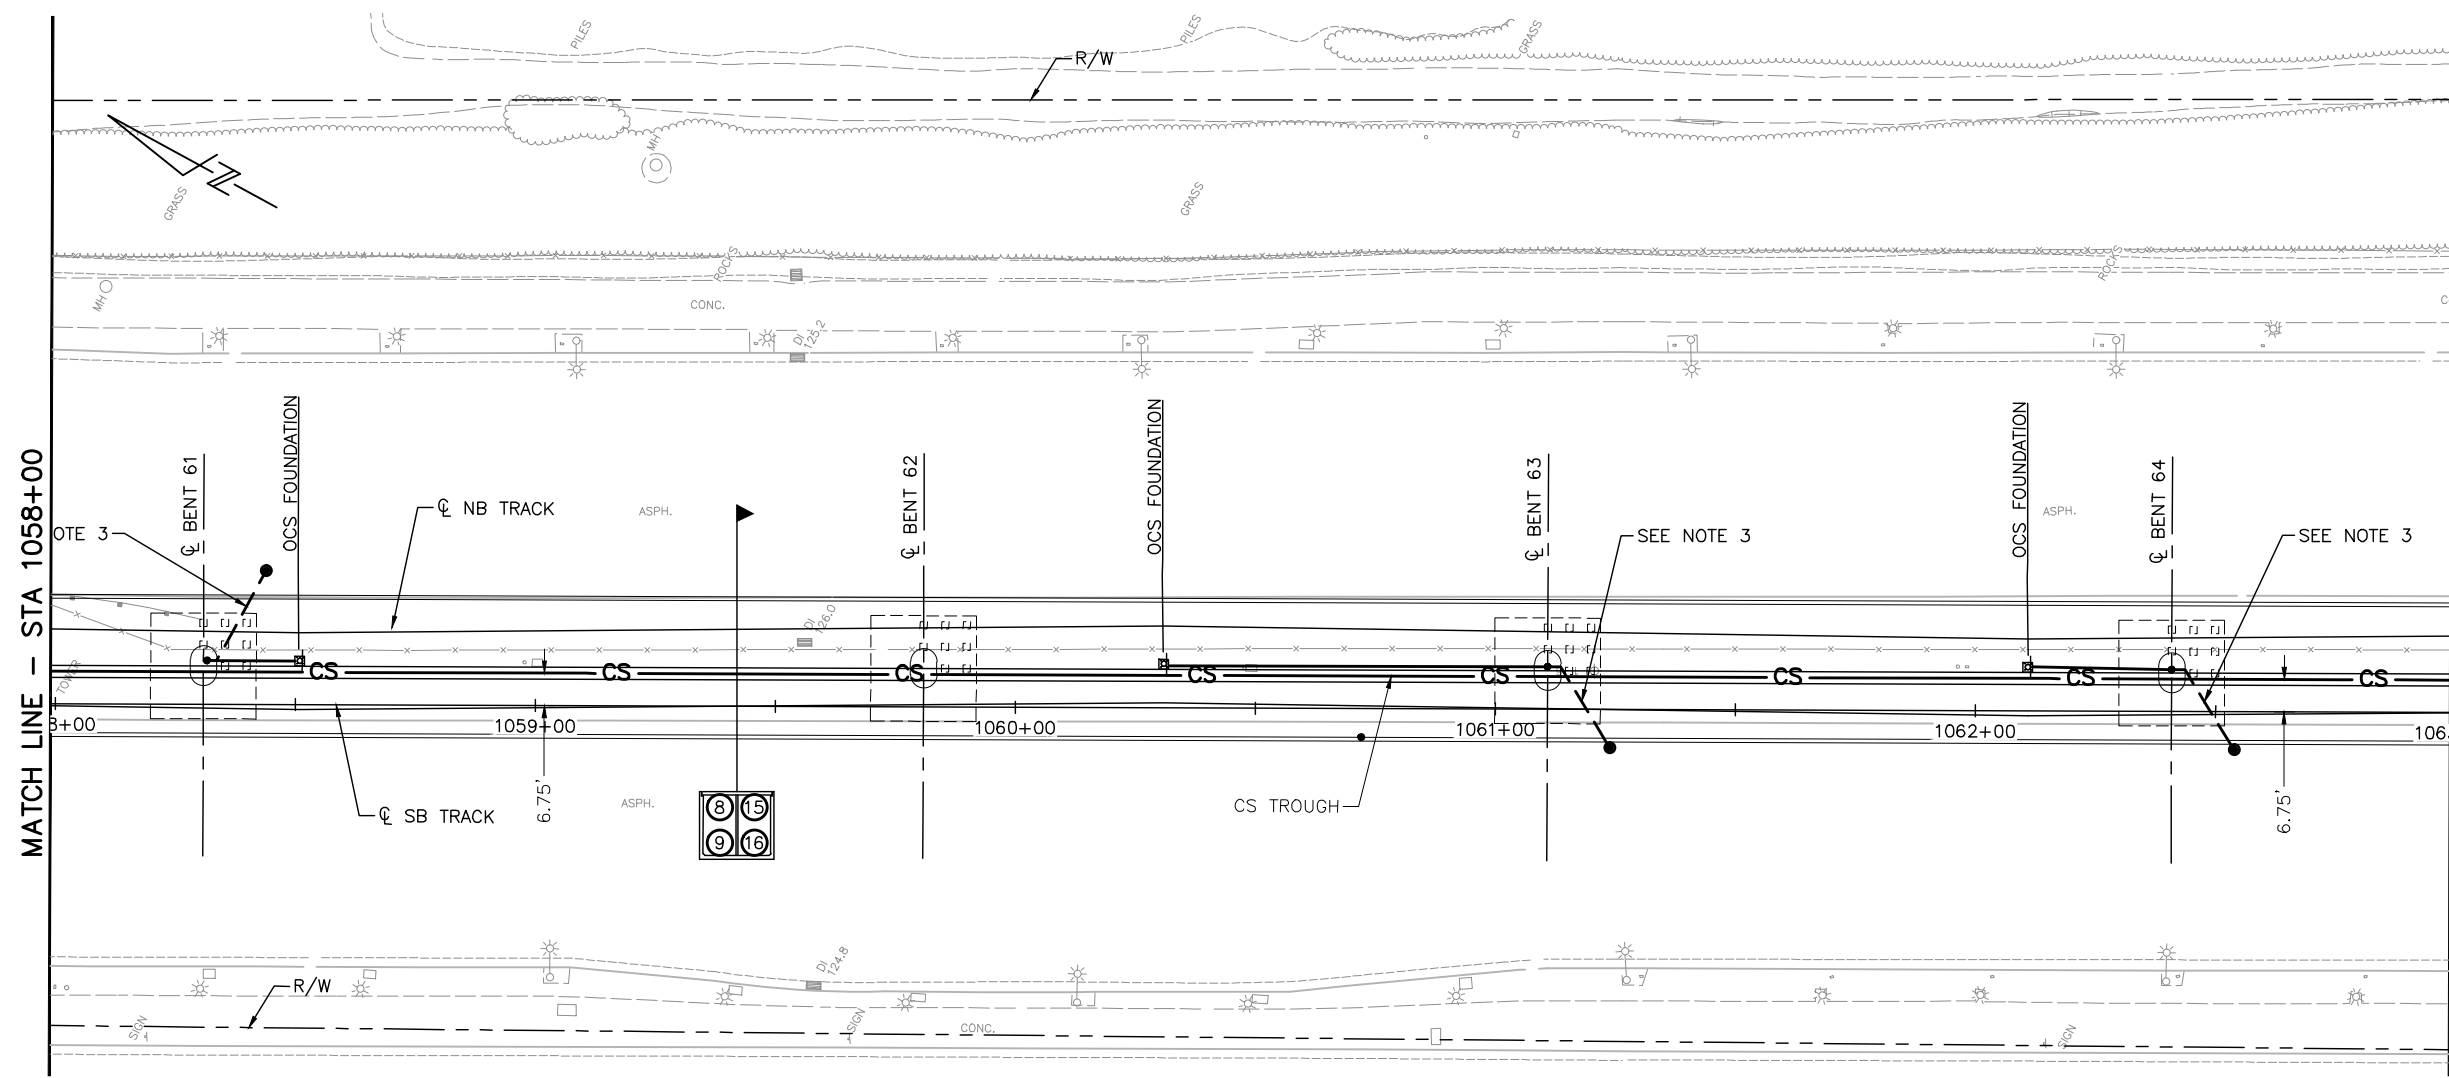 PILES
PILES
GRASS
R/W
MH
GRASS
GRASS
ROCKS
ROCKS
MH
CONC.
C
DI
125.2
MATCH LINE – STA 1058+00
℄ BENT 61
OCS FOUNDATION
℄ NB TRACK
ASPH.
℄ BENT 62
OCS FOUNDATION
℄ BENT 63
SEE NOTE 3
OCS FOUNDATION
ASPH.
℄ BENT 64
SEE NOTE 3
OTE 3
DI
126.0
TOWER
CS CS CS CS CS CS CS CS
8+00 1059+00 1060+00 1061+00 1062+00 106
℄ SB TRACK
6.75'
ASPH.
8 15
9 16
CS TROUGH
6.75'
DI
124.8
R/W
SIGN
SIGN
CONC.
SIGN